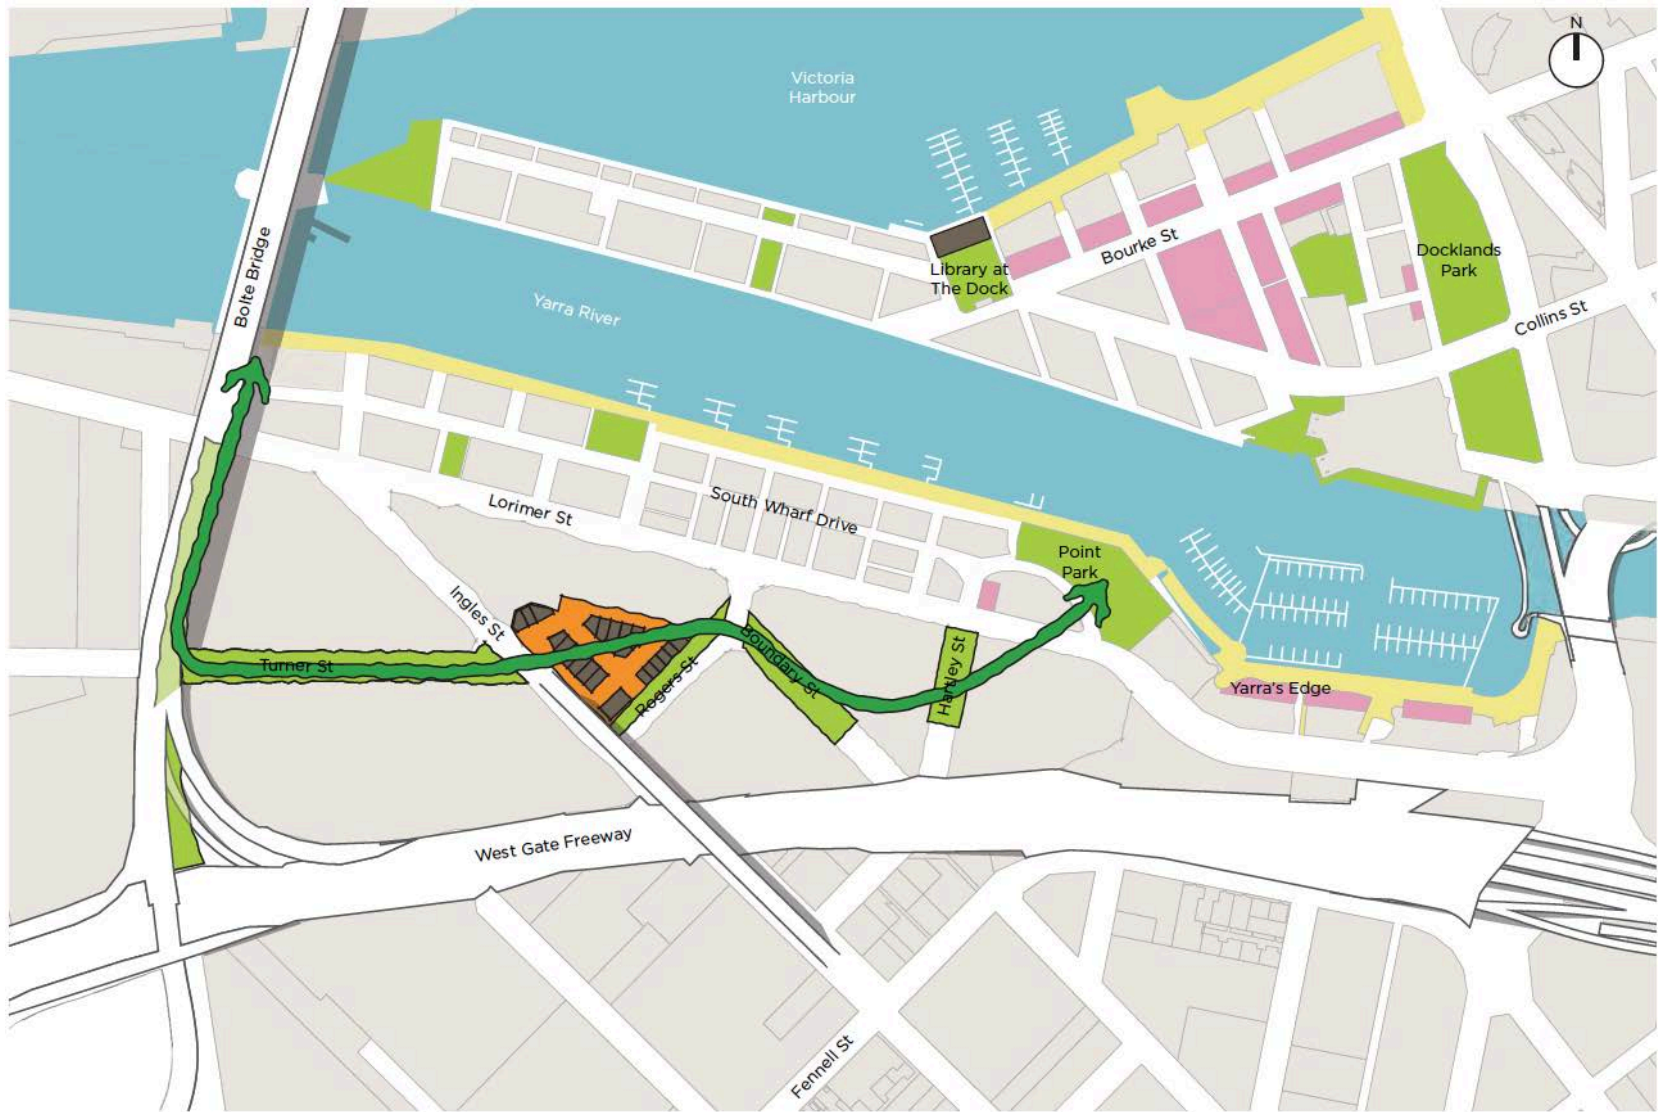 N
Victoria
Harbour
Bolte Bridge
Yarra River
Library at
The Dock
Bourke St
Docklands
Park
Collins St
Lorimer St
South Wharf Drive
Point
Park
Ingles St
Turner St
Rogers St
Boundary St
Hartley St
Yarra's Edge
West Gate Freeway
Fennell St